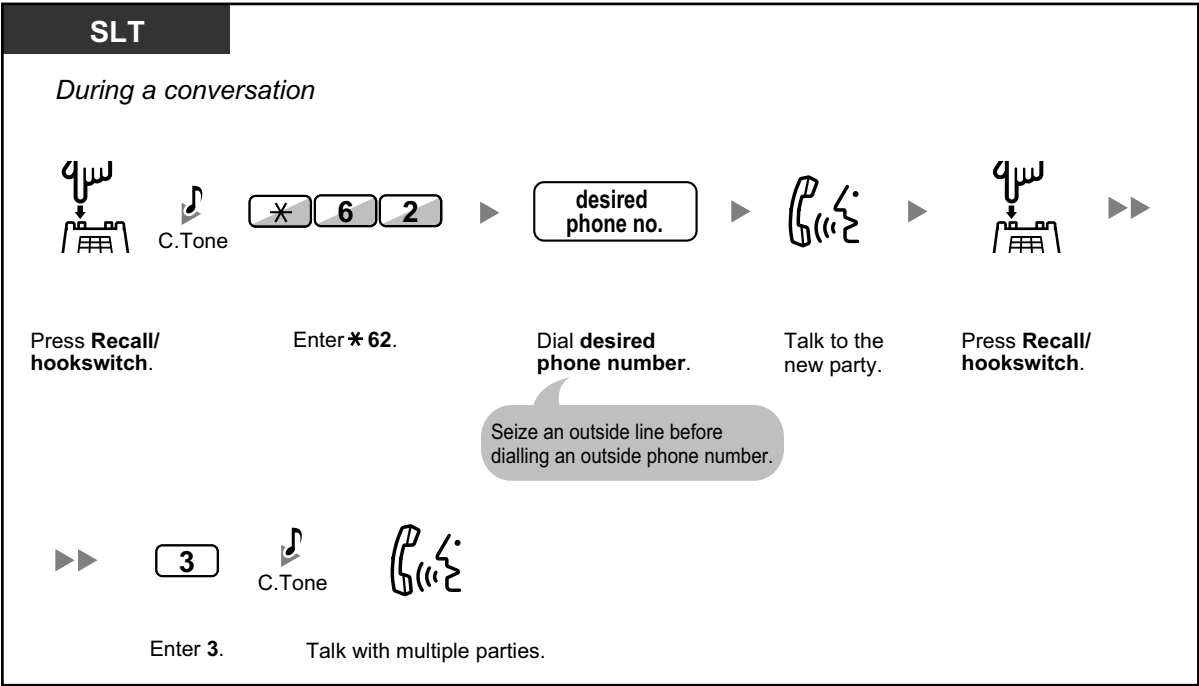 SLT
During a conversation
C.Tone
* 6 2
desired
phone no.
Press Recall/
hookswitch.
Enter * 62.
Dial desired
phone number.
Talk to the
new party.
Press Recall/
hookswitch.
Seize an outside line before
dialling an outside phone number.
3
C.Tone
Enter 3.
Talk with multiple parties.